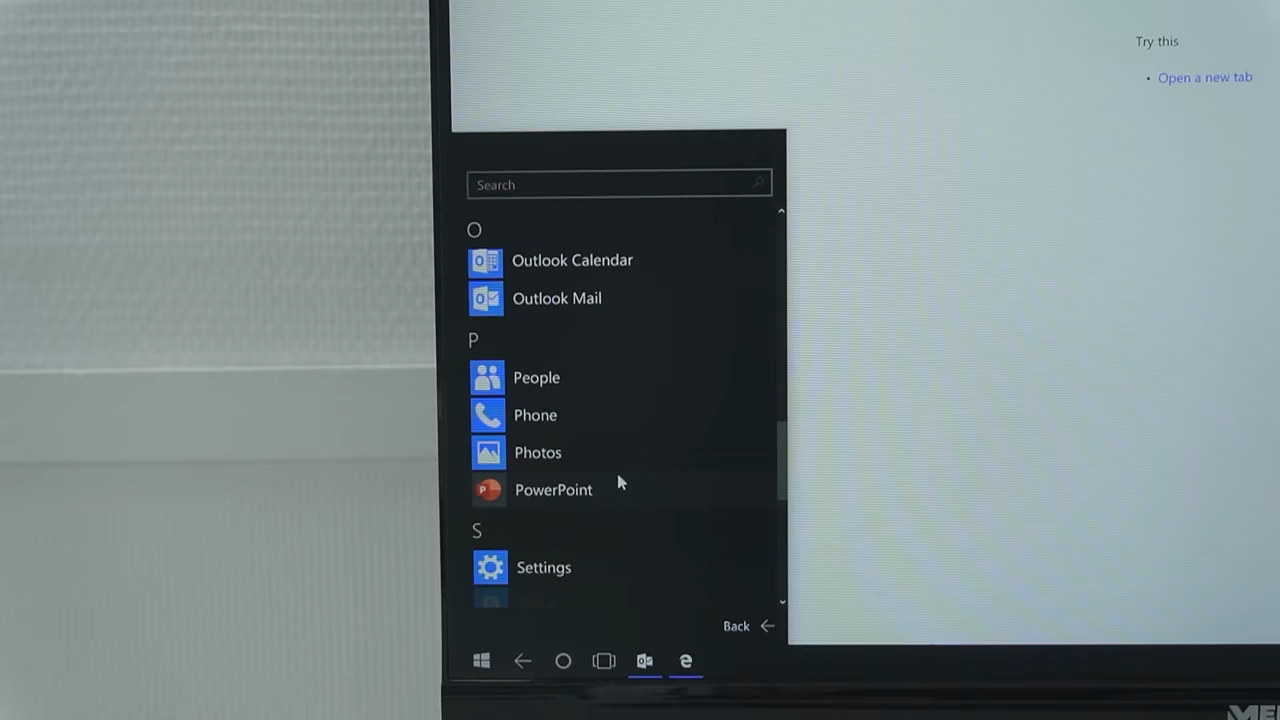 Try this
• Open a new tab
Search
O
Outlook Calendar
Outlook Mail
P
People
Phone
Photos
PowerPoint
S
Settings
Back